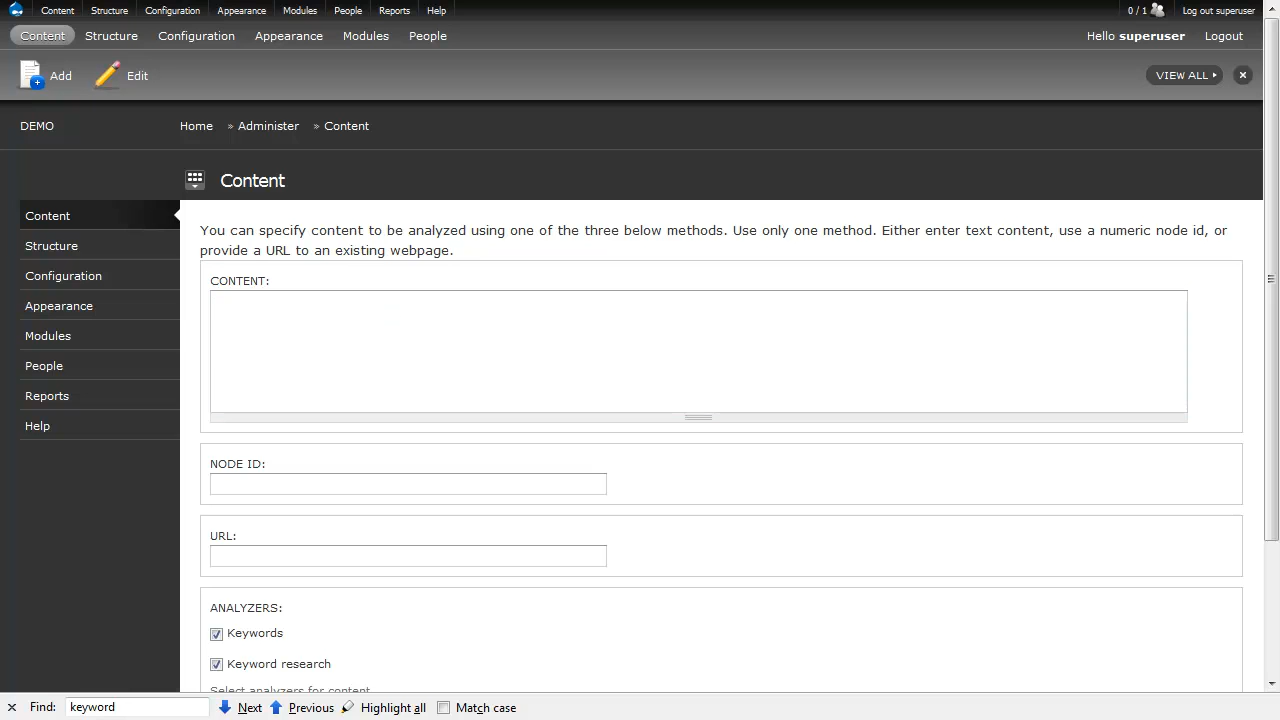 Content Structure Configuration Appearance Modules People Reports Help 0 / 1 Log out superuser
Content Structure Configuration Appearance Modules People Hello superuser Logout
Add Edit VIEW ALL
DEMO Home » Administer » Content
Content
Content
Structure
Configuration
Appearance
Modules
People
Reports
Help
You can specify content to be analyzed using one of the three below methods. Use only one method. Either enter text content, use a numeric node id, or
provide a URL to an existing webpage.
CONTENT:
NODE ID:
URL:
ANALYZERS:
Keywords
Keyword research
Select analyzers for content
Find: keyword Next Previous Highlight all Match case